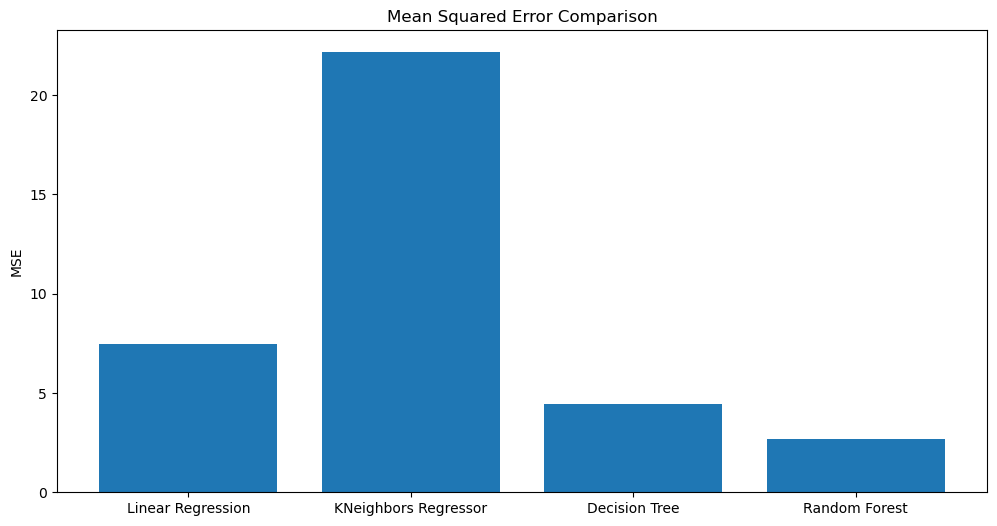 Mean Squared Error Comparison
MSE
20
15
10
5
0
Linear Regression
KNeighbors Regressor
Decision Tree
Random Forest